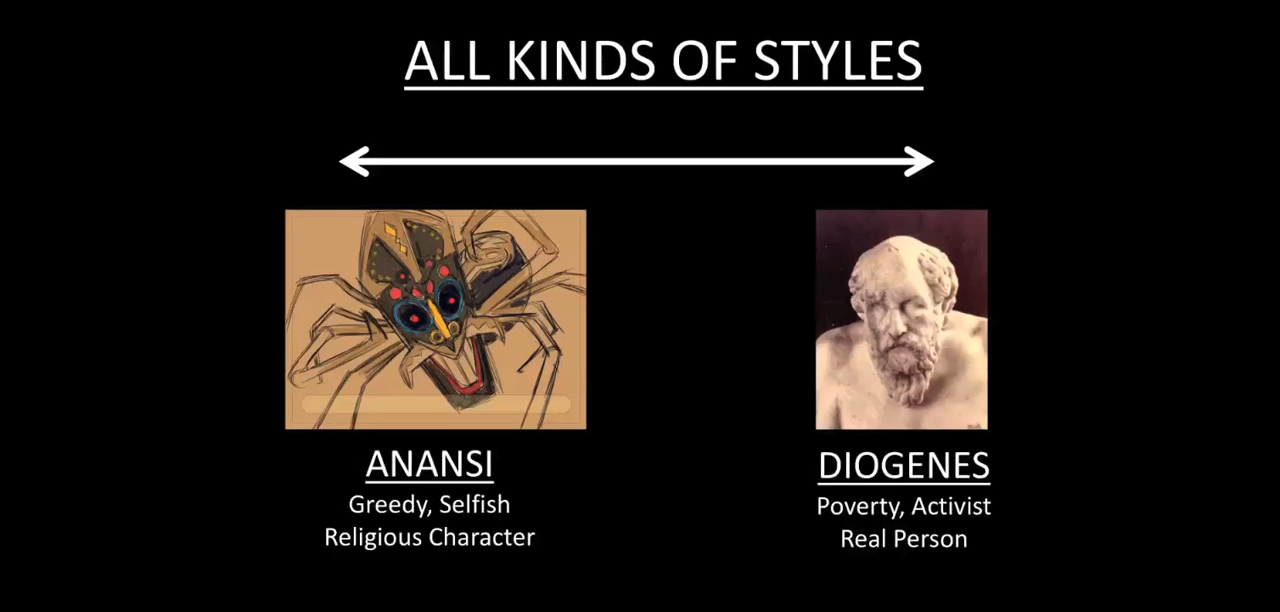 ALL KINDS OF STYLES
ANANSI
Greedy, Selfish
Religious Character
DIOGENES
Poverty, Activist
Real Person